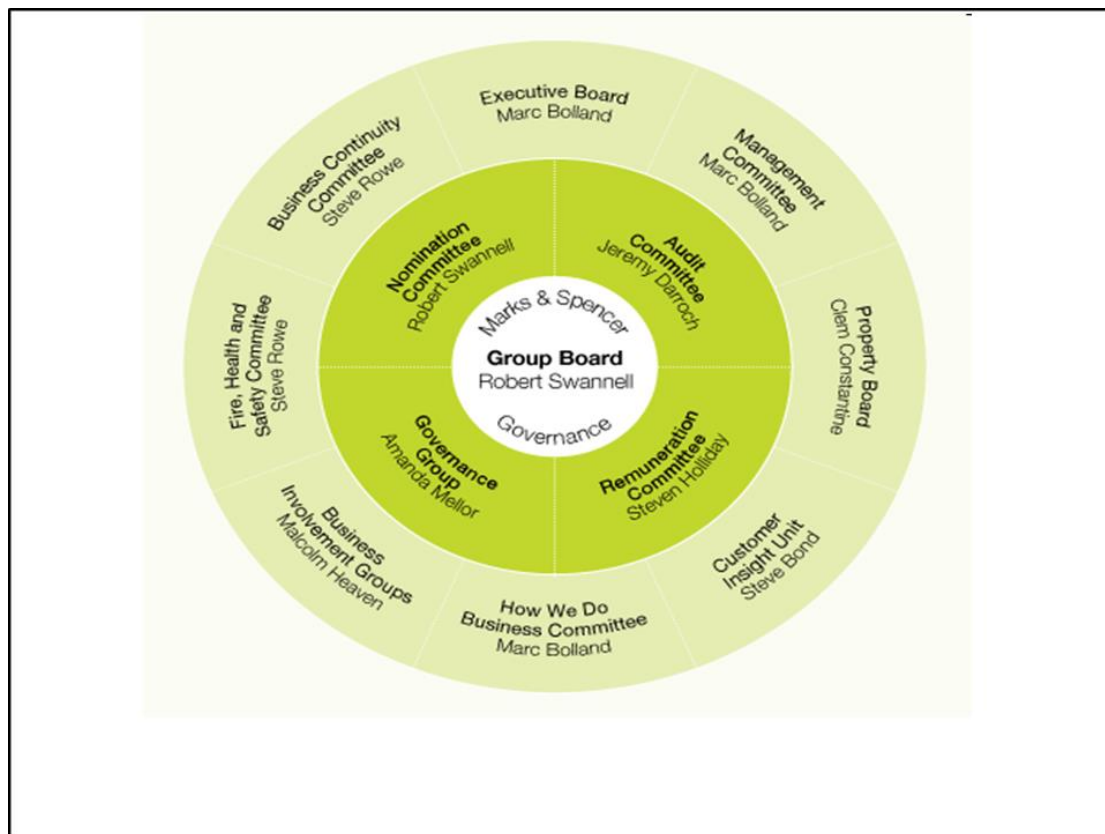 Executive Board
Marc Bolland
Management
Committee
Marc Bolland
Property Board
Clem Constantine
Customer
Insight Unit
Steve Bond
How We Do
Business Committee
Marc Bolland
Business
Involvement Groups
Malcolm Heaven
Fire, Health and
Safety Committee
Steve Rowe
Business Continuity
Committee
Steve Rowe
Nomination
Committee
Robert Swannell
Audit
Committee
Jeremy Darroch
Remuneration
Committee
Steven Holliday
Governance
Group
Amanda Mellor
Marks & Spencer
Group Board
Robert Swannell
Governance